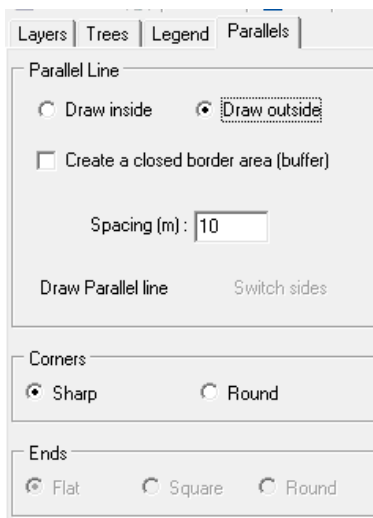 Layers Trees Legend Parallels
Parallel Line
Draw inside Draw outside
Create a closed border area (buffer)
Spacing (m) : 10
Draw Parallel line Switch sides
Corners
Sharp Round
Ends
Flat Square Round